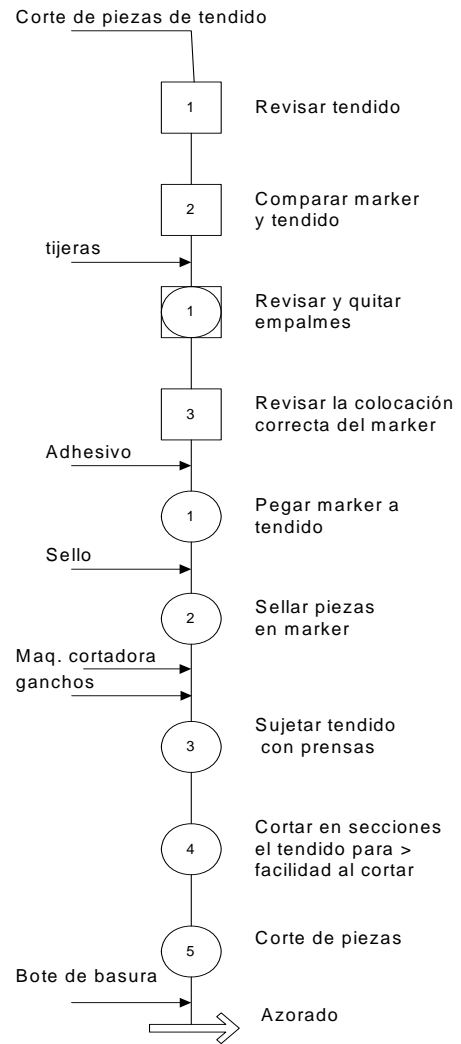 Corte de piezas de tendido
1
Revisar tendido
2
Comparar marker
y tendido
tijeras
1
Revisar y quitar
empalmes
3
Revisar la colocación
correcta del marker
Adhesivo
1
Pegar marker a
tendido
Sello
2
Sellar piezas
en marker
Maq. cortadora
ganchos
3
Sujetar tendido
con prensas
4
Cortar en secciones
el tendido para >
facilidad al cortar
5
Corte de piezas
Bote de basura
Azorado